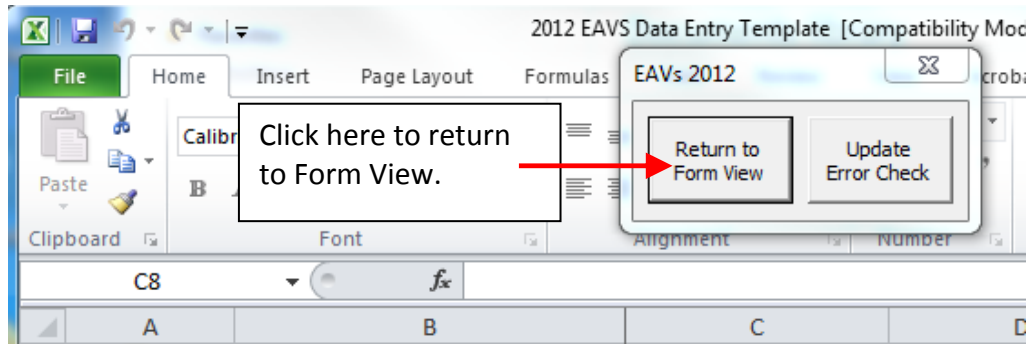 2012 EAVS Data Entry Template [Compatibility Mod
File Home Insert Page Layout Formulas
EAVs 2012
Click here to return
to Form View.
Return to
Form View
Update
Error Check
Calibr
Paste
B
Clipboard Font Alignment Number
C8 fx
A B C D